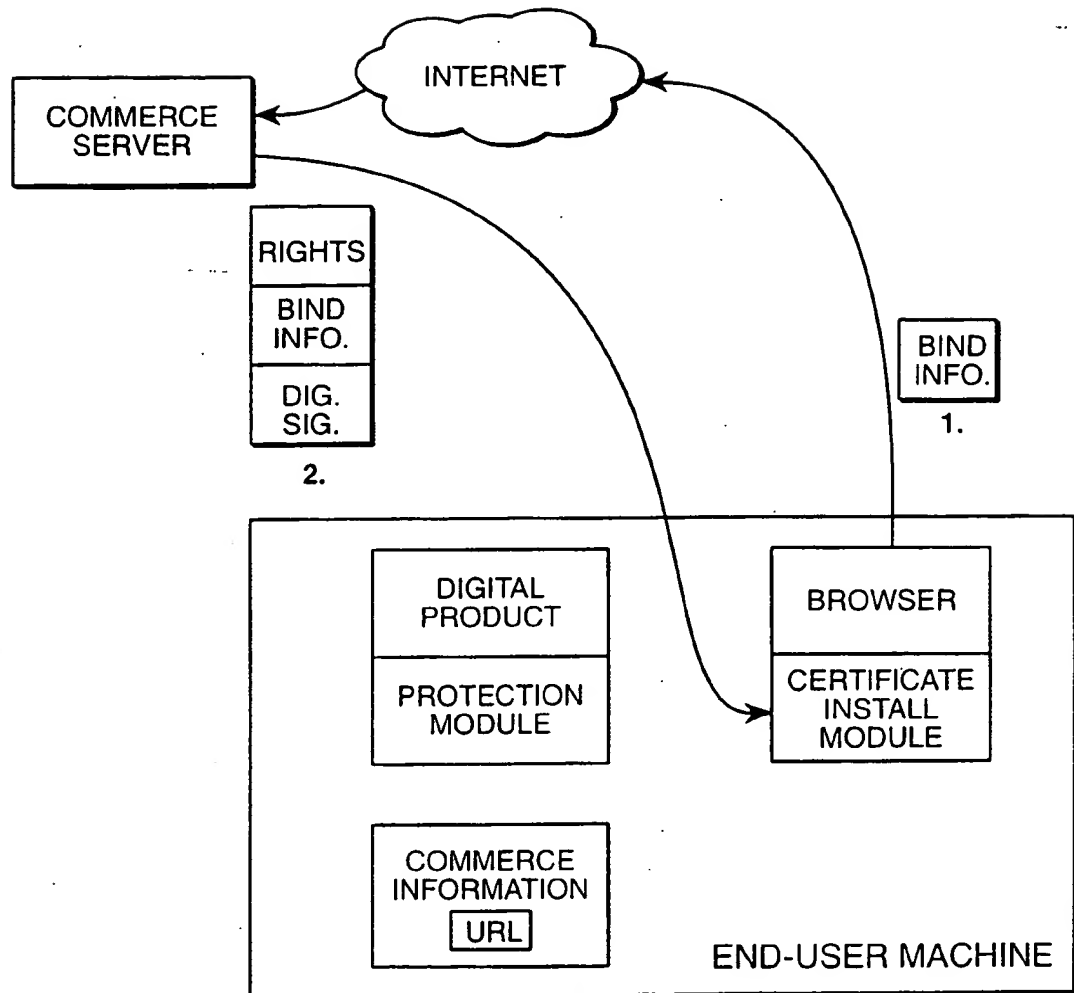 INTERNET
COMMERCE
SERVER
RIGHTS
BIND
INFO.
DIG.
SIG.
2.
BIND
INFO.
1.
DIGITAL
PRODUCT
PROTECTION
MODULE
BROWSER
CERTIFICATE
INSTALL
MODULE
COMMERCE
INFORMATION
URL
END-USER MACHINE